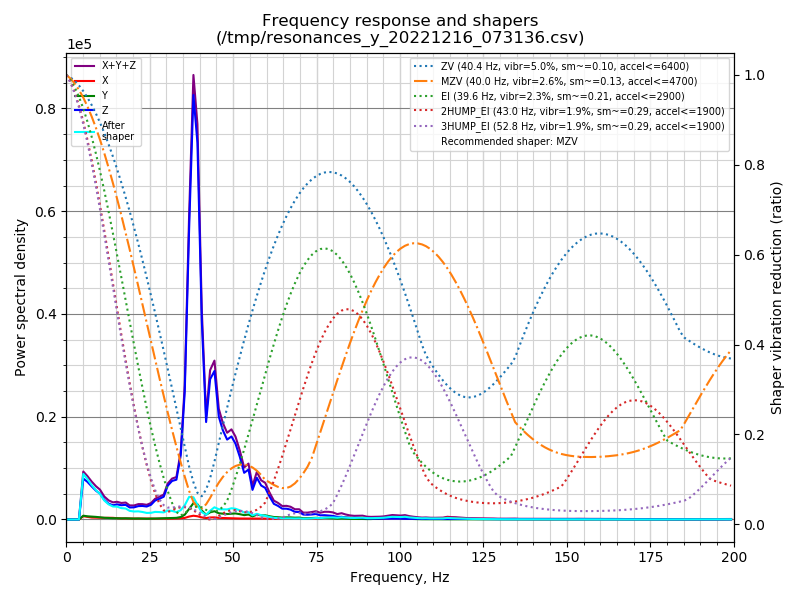 Frequency response and shapers
(/tmp/resonances_y_20221216_073136.csv)
1e5
X+Y+Z
X
Y
Z
After
shaper
ZV (40.4 Hz, vibr=5.0%, sm~=0.10, accel<=6400)
MZV (40.0 Hz, vibr=2.6%, sm~=0.13, accel<=4700)
EI (39.6 Hz, vibr=2.3%, sm~=0.21, accel<=2900)
2HUMP_EI (43.0 Hz, vibr=1.9%, sm~=0.29, accel<=1900)
3HUMP_EI (52.8 Hz, vibr=1.9%, sm~=0.29, accel<=1900)
Recommended shaper: MZV
Power spectral density
0.8
0.6
0.4
0.2
0.0
1.0
0.8
0.6
0.4
0.2
0.0
Shaper vibration reduction (ratio)
0 25 50 75 100 125 150 175 200
Frequency, Hz